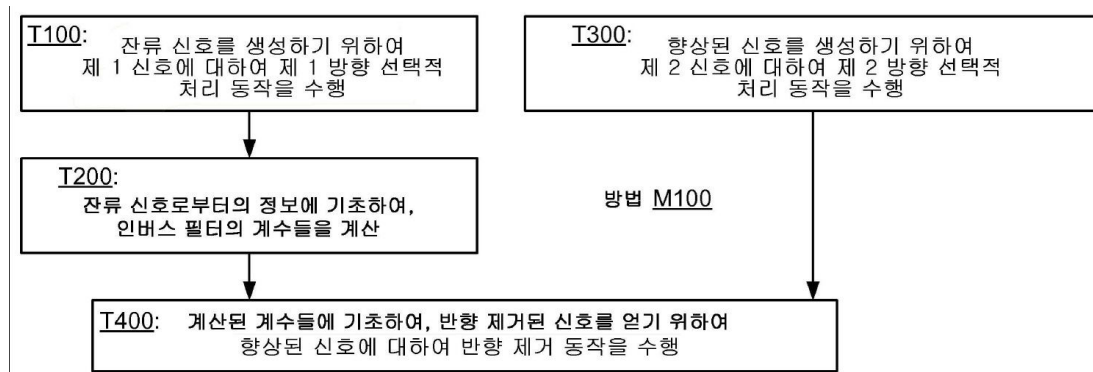 T100: 잔류 신호를 생성하기 위하여
제 1 신호에 대하여 제 1 방향 선택적
처리 동작을 수행
T300: 향상된 신호를 생성하기 위하여
제 2 신호에 대하여 제 2 방향 선택적
처리 동작을 수행
T200:
잔류 신호로부터의 정보에 기초하여,
인버스 필터의 계수들을 계산
방법 M100
T400: 계산된 계수들에 기초하여, 반향 제거된 신호를 얻기 위하여
향상된 신호에 대하여 반향 제거 동작을 수행